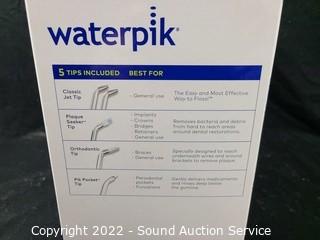 waterpik®
5 TIPS INCLUDED BEST FOR
Classic
Jet Tip
- General use
The Easy and Most Effective
Way to Floss!™
Plaque
Seeker™
Tip
- Implants
- Crowns
- Bridges
- Retainers
- General use
Removes bacteria and debris
from hard to reach areas
around dental restorations.
Orthodontic
Tip
- Braces
- General use
Specially designed to reach
underneath wires and around
brackets to remove plaque.
Pik Pocket™
Tip
- Periodontal
pockets
- Furcations
Gently delivers medicaments
and rinses deep below
the gumline.
Copyright 2022 - Sound Auction Service